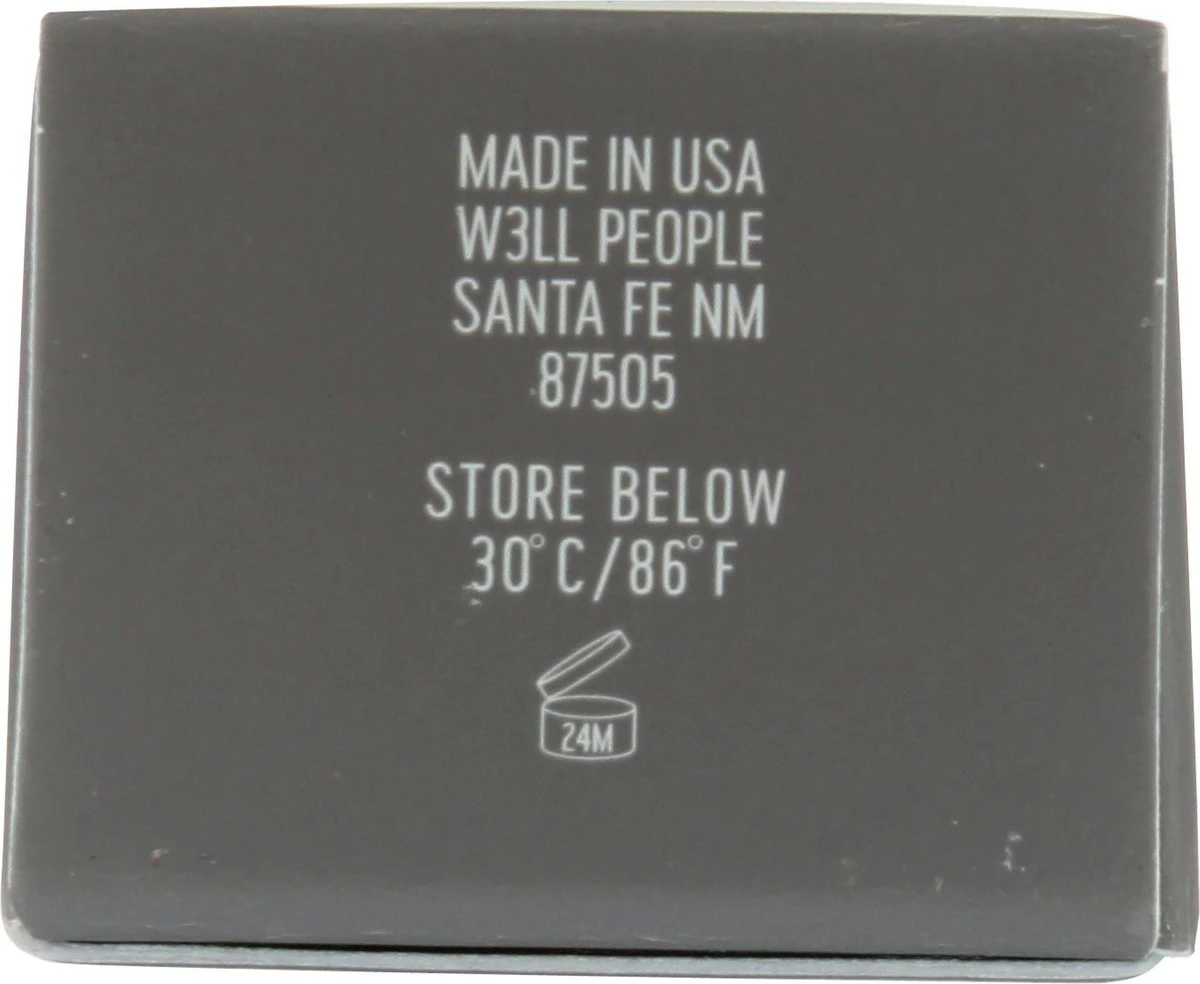 MADE IN USA
W3LL PEOPLE
SANTA FE NM
87505
STORE BELOW
30°C/86°F
24M